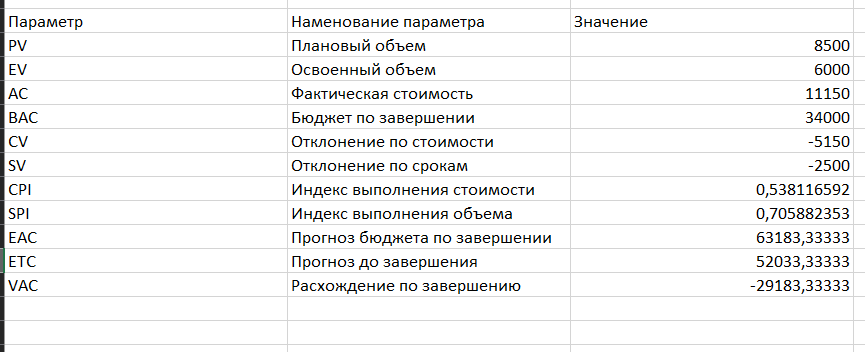 Параметр Наменование параметра Значение
PV Плановый объем 8500
EV Освоенный объем 6000
AC Фактическая стоимость 11150
BAC Бюджет по завершении 34000
CV Отклонение по стоимости -5150
SV Отклонение по срокам -2500
CPI Индекс выполнения стоимости 0,538116592
SPI Индекс выполнения объема 0,705882353
EAC Прогноз бюджета по завершении 63183,33333
ETC Прогноз до завершения 52033,33333
VAC Расхождение по завершению -29183,33333